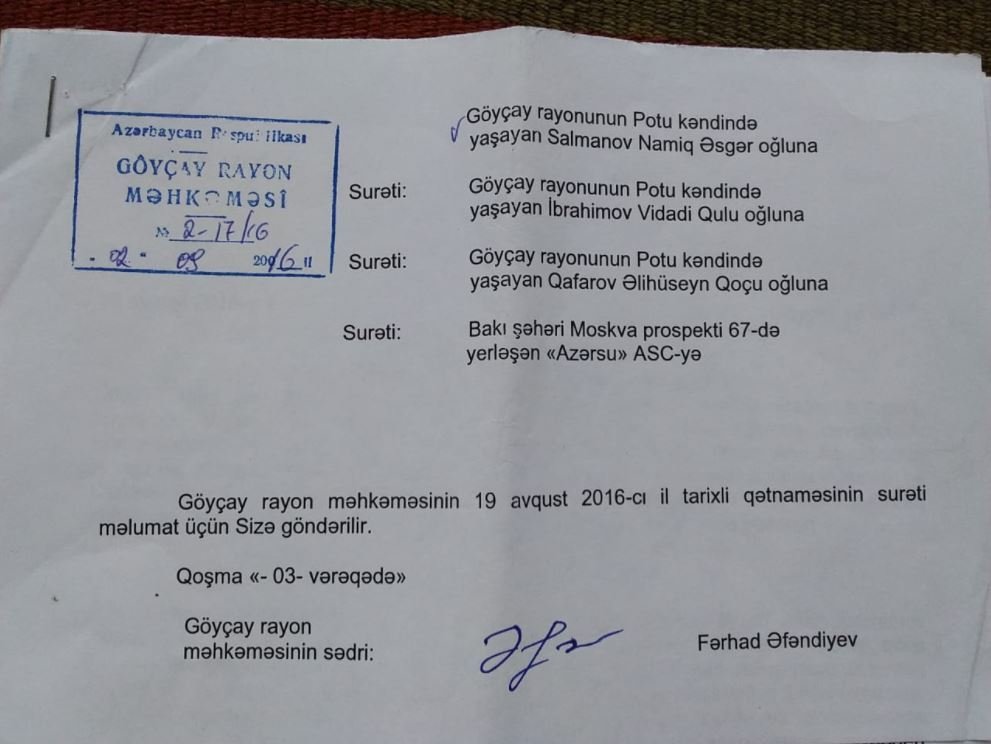 Azərbaycan Respublikası
GÖYÇAY RAYON
MƏHKƏMƏSİ
№ 2-17/16
" 02 " 09 2016 il
Göyçay rayonunun Potu kəndində
yaşayan Salmanov Namiq Əsgər oğluna
Surəti: Göyçay rayonunun Potu kəndində
yaşayan İbrahimov Vidadi Qulu oğluna
Surəti: Göyçay rayonunun Potu kəndində
yaşayan Qafarov Əlihüseyn Qoçu oğluna
Surəti: Bakı şəhəri Moskva prospekti 67-də
yerləşən «Azərsu» ASC-yə
Göyçay rayon məhkəməsinin 19 avqust 2016-cı il tarixli qətnaməsinin surəti
məlumat üçün Sizə göndərilir.
Qoşma «- 03- vərəqədə»
Göyçay rayon
məhkəməsinin sədri: Fərhad Əfəndiyev